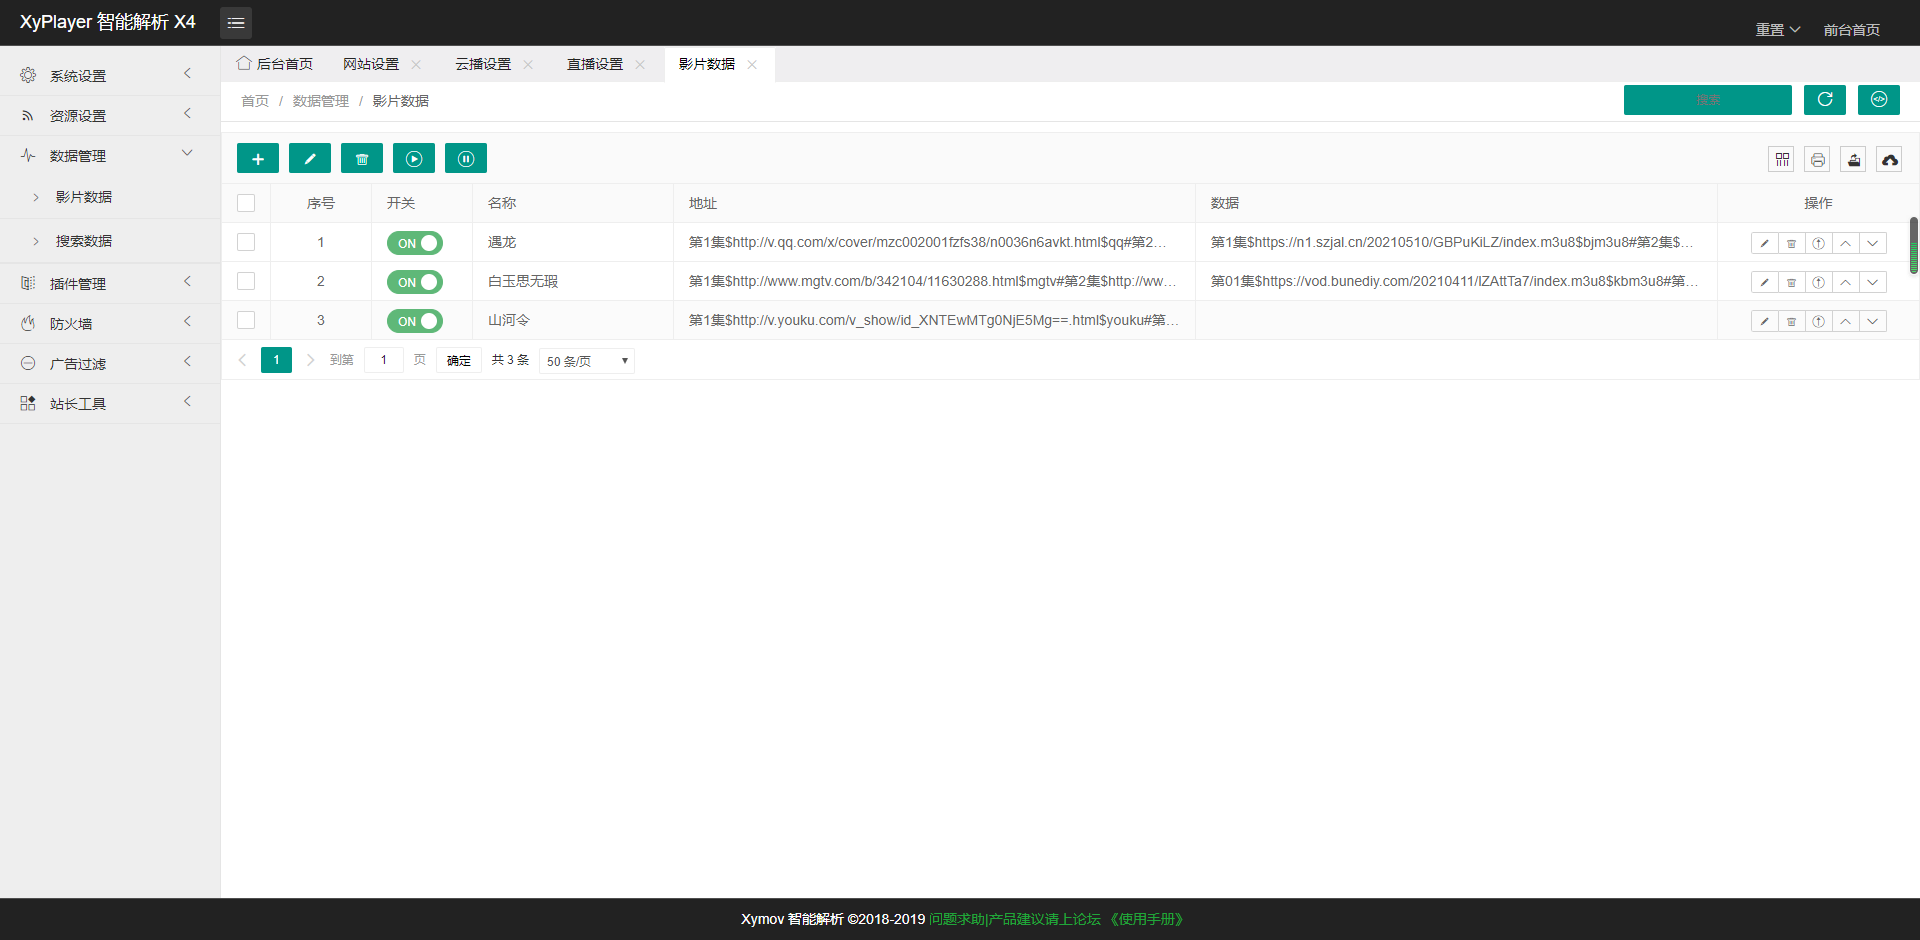 XyPlayer 智能解析 X4
重置
前台首页
系统设置
资源设置
数据管理
影片数据
搜索数据
插件管理
防火墙
广告过滤
站长工具
后台首页 网站设置 云播设置 直播设置 影片数据
首页 / 数据管理 / 影片数据
搜索
序号 开关 名称 地址 数据 操作
1 ON 遇龙 第1集$http://v.qq.com/x/cover/mzc002001fzfs38/n0036n6avkt.html$qq#第2... 第1集$https://n1.szjal.cn/20210510/GBPuKiLZ/index.m3u8$bjm3u8#第2集$...
2 ON 白玉思无瑕 第1集$http://www.mgtv.com/b/342104/11630288.html$mgtv#第2集$http://ww... 第01集$https://vod.bunediy.com/20210411/lZAttTa7/index.m3u8$kbm3u8#第...
3 ON 山河令 第1集$http://v.youku.com/v_show/id_XNTEwMTg0NjE5Mg==.html$youku#第...
1 到第 1 页 确定 共 3 条 50 条/页
Xymov 智能解析 ©2018-2019 问题求助|产品建议请上论坛 《使用手册》